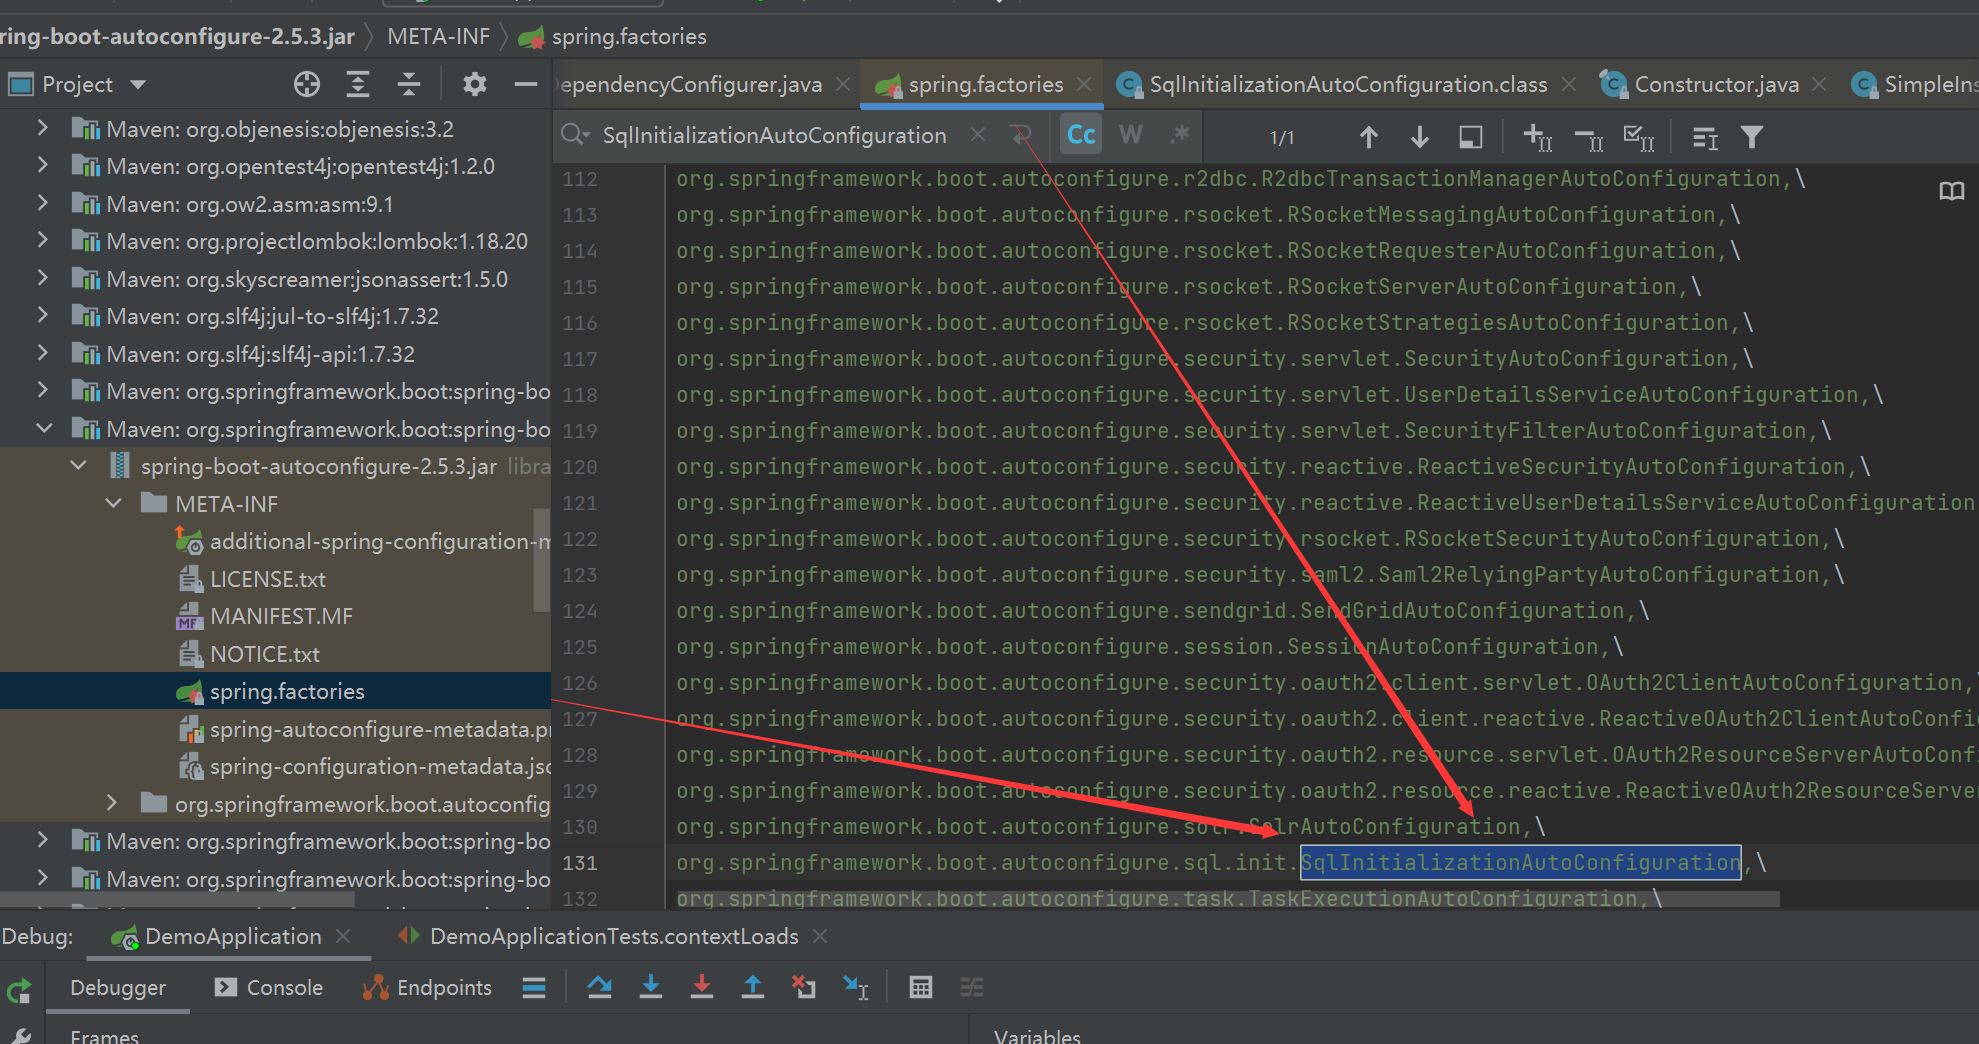 ring-boot-autoconfigure-2.5.3.jar META-INF spring.factories
Project
ependencyConfigurer.java spring.factories SqlInitializationAutoConfiguration.class Constructor.java SimpleIns
SqlInitializationAutoConfiguration Cc W .* 1/1
Maven: org.objenesis:objenesis:3.2
Maven: org.opentest4j:opentest4j:1.2.0
Maven: org.ow2.asm:asm:9.1
Maven: org.projectlombok:lombok:1.18.20
Maven: org.skyscreamer:jsonassert:1.5.0
Maven: org.slf4j:jul-to-slf4j:1.7.32
Maven: org.slf4j:slf4j-api:1.7.32
Maven: org.springframework.boot:spring-bo
Maven: org.springframework.boot:spring-bo
spring-boot-autoconfigure-2.5.3.jar libra
META-INF
additional-spring-configuration-m
LICENSE.txt
MANIFEST.MF
NOTICE.txt
spring.factories
spring-autoconfigure-metadata.pr
spring-configuration-metadata.jso
org.springframework.boot.autoconfig
Maven: org.springframework.boot:spring-bo
Maven: org.springframework.boot:spring-bo
112 org.springframework.boot.autoconfigure.r2dbc.R2dbcTransactionManagerAutoConfiguration,\
113 org.springframework.boot.autoconfigure.rsocket.RSocketMessagingAutoConfiguration,\
114 org.springframework.boot.autoconfigure.rsocket.RSocketRequesterAutoConfiguration,\
115 org.springframework.boot.autoconfigure.rsocket.RSocketServerAutoConfiguration,\
116 org.springframework.boot.autoconfigure.rsocket.RSocketStrategiesAutoConfiguration,\
117 org.springframework.boot.autoconfigure.security.servlet.SecurityAutoConfiguration,\
118 org.springframework.boot.autoconfigure.security.servlet.UserDetailsServiceAutoConfiguration,\
119 org.springframework.boot.autoconfigure.security.servlet.SecurityFilterAutoConfiguration,\
120 org.springframework.boot.autoconfigure.security.reactive.ReactiveSecurityAutoConfiguration,\
121 org.springframework.boot.autoconfigure.security.reactive.ReactiveUserDetailsServiceAutoConfiguration
122 org.springframework.boot.autoconfigure.security.rsocket.RSocketSecurityAutoConfiguration,\
123 org.springframework.boot.autoconfigure.security.saml2.Saml2RelyingPartyAutoConfiguration,\
124 org.springframework.boot.autoconfigure.sendgrid.SendGridAutoConfiguration,\
125 org.springframework.boot.autoconfigure.session.SessionAutoConfiguration,\
126 org.springframework.boot.autoconfigure.security.oauth2.client.servlet.OAuth2ClientAutoConfiguration,\
127 org.springframework.boot.autoconfigure.security.oauth2.client.reactive.ReactiveOAuth2ClientAutoConfi
128 org.springframework.boot.autoconfigure.security.oauth2.resource.servlet.OAuth2ResourceServerAutoConf
129 org.springframework.boot.autoconfigure.security.oauth2.resource.reactive.ReactiveOAuth2ResourceServer
130 org.springframework.boot.autoconfigure.solr.SolrAutoConfiguration,\
131 org.springframework.boot.autoconfigure.sql.init.SqlInitializationAutoConfiguration,\
132 org.springframework.boot.autoconfigure.task.TaskExecutionAutoConfiguration,\
Debug: DemoApplication DemoApplicationTests.contextLoads
Debugger Console Endpoints
Frames Variables